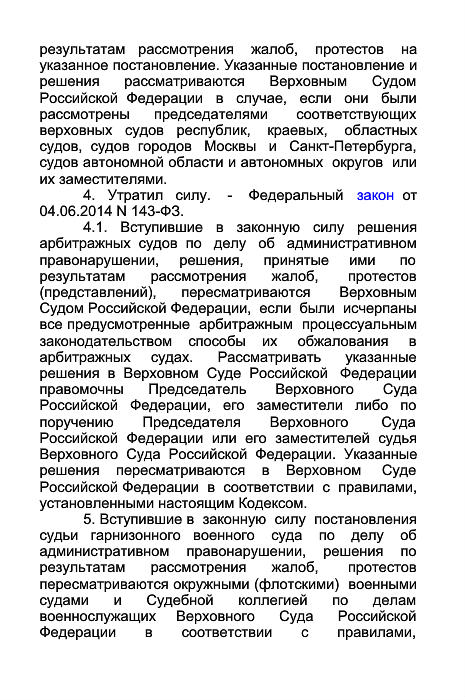 результатам рассмотрения жалоб, протестов на
указанное постановление. Указанные постановление и
решения рассматриваются Верховным Судом
Российской Федерации в случае, если они были
рассмотрены председателями соответствующих
верховных судов республик, краевых, областных
судов, судов городов Москвы и Санкт-Петербурга,
судов автономной области и автономных округов или
их заместителями.
4. Утратил силу. - Федеральный закон от
04.06.2014 N 143-ФЗ.
4.1. Вступившие в законную силу решения
арбитражных судов по делу об административном
правонарушении, решения, принятые ими по
результатам рассмотрения жалоб, протестов
(представлений), пересматриваются Верховным
Судом Российской Федерации, если были исчерпаны
все предусмотренные арбитражным процессуальным
законодательством способы их обжалования в
арбитражных судах. Рассматривать указанные
решения в Верховном Суде Российской Федерации
правомочны Председатель Верховного Суда
Российской Федерации, его заместители либо по
поручению Председателя Верховного Суда
Российской Федерации или его заместителей судья
Верховного Суда Российской Федерации. Указанные
решения пересматриваются в Верховном Суде
Российской Федерации в соответствии с правилами,
установленными настоящим Кодексом.
5. Вступившие в законную силу постановления
судьи гарнизонного военного суда по делу об
административном правонарушении, решения по
результатам рассмотрения жалоб, протестов
пересматриваются окружными (флотскими) военными
судами и Судебной коллегией по делам
военнослужащих Верховного Суда Российской
Федерации в соответствии с правилами,